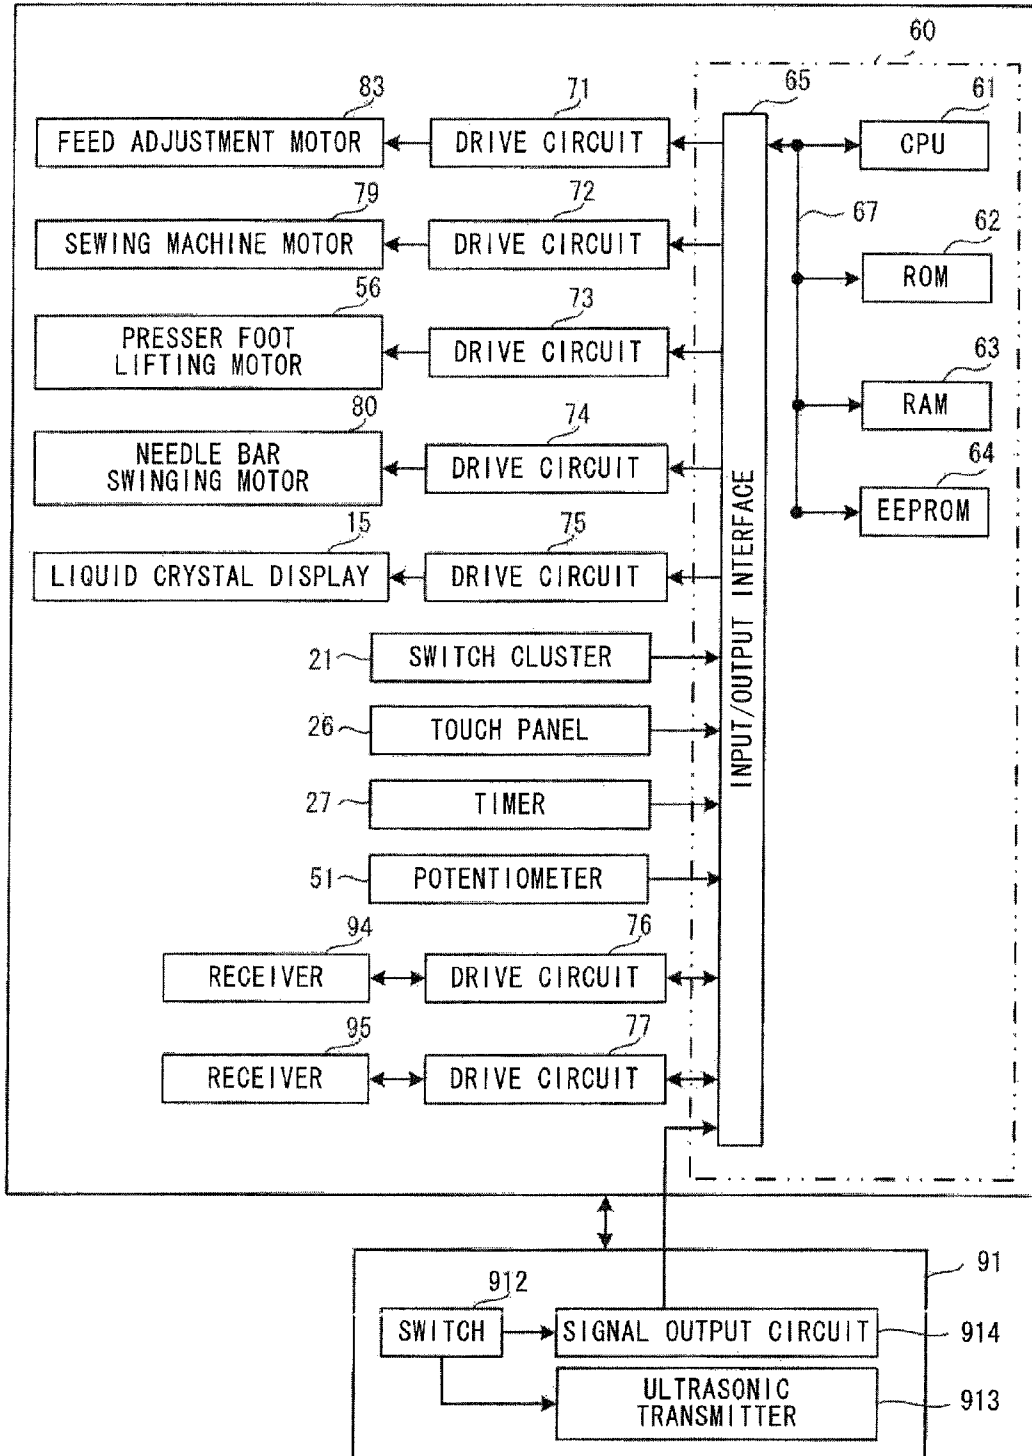 60
83
71
65
61
FEED ADJUSTMENT MOTOR
DRIVE CIRCUIT
CPU
79
72
67
62
SEWING MACHINE MOTOR
DRIVE CIRCUIT
ROM
56
73
63
PRESSER FOOT
LIFTING MOTOR
DRIVE CIRCUIT
RAM
80
74
64
NEEDLE BAR
SWINGING MOTOR
DRIVE CIRCUIT
EEPROM
15
75
LIQUID CRYSTAL DISPLAY
DRIVE CIRCUIT
INPUT/OUTPUT INTERFACE
21
SWITCH CLUSTER
26
TOUCH PANEL
27
TIMER
51
POTENTIOMETER
94
76
RECEIVER
DRIVE CIRCUIT
95
77
RECEIVER
DRIVE CIRCUIT
91
912
SWITCH
SIGNAL OUTPUT CIRCUIT
914
ULTRASONIC
TRANSMITTER
913